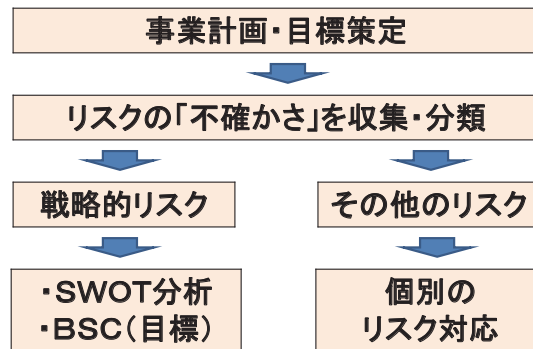 事業計画・目標策定
リスクの「不確かさ」を収集・分類
戦略的リスク
その他のリスク
・SWOT分析
・BSC(目標)
個別の
リスク対応